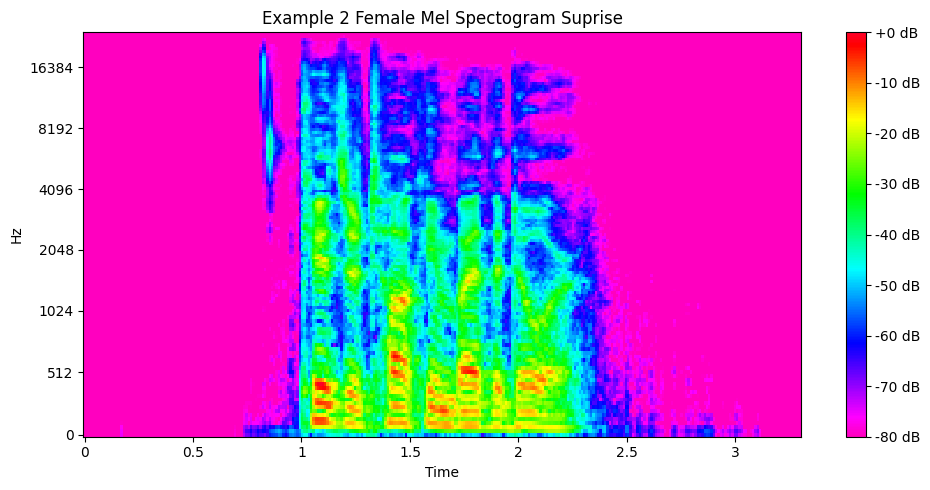 Example 2 Female Mel Spectogram Suprise
Hz
16384
8192
4096
2048
1024
512
0
0
0.5
1
1.5
2
2.5
3
Time
+0 dB
-10 dB
-20 dB
-30 dB
-40 dB
-50 dB
-60 dB
-70 dB
-80 dB